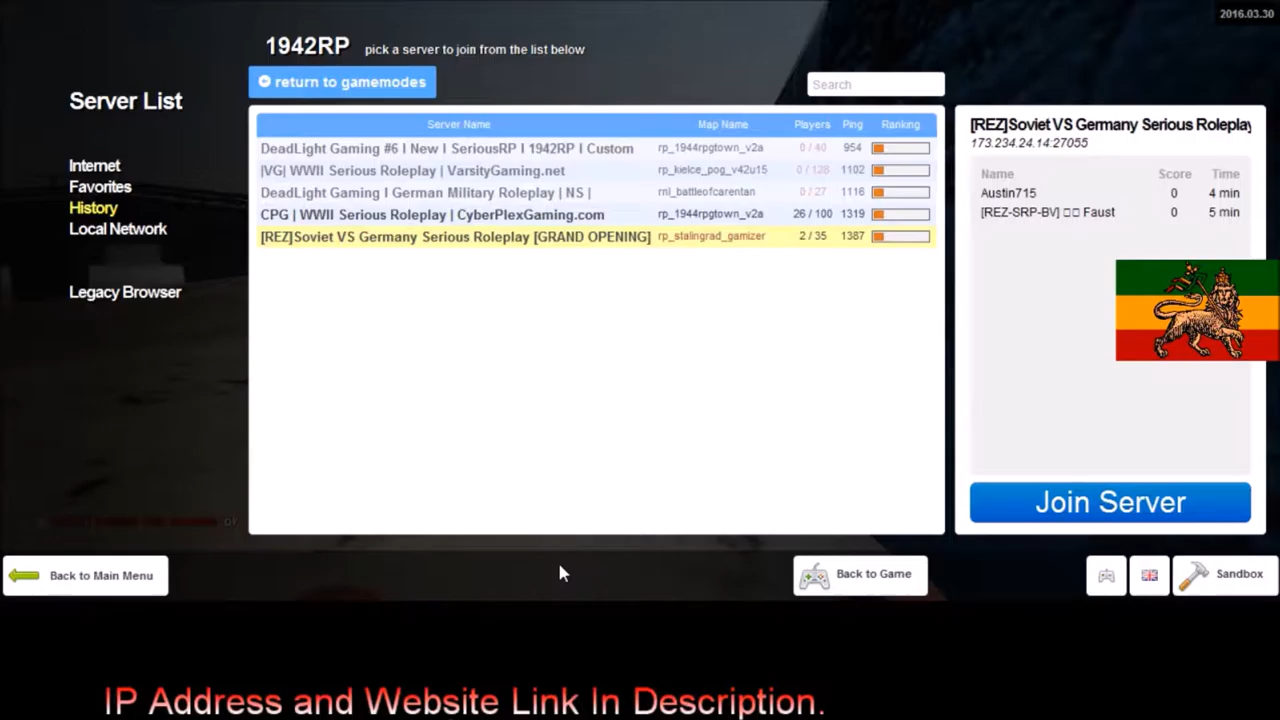 2016.03.30
1942RP pick a server to join from the list below
return to gamemodes
Search
Server List
Internet
Favorites
History
Local Network
Legacy Browser
Server Name Map Name Players Ping Ranking
DeadLight Gaming #6 I New I SeriousRP I 1942RP I Custom rp_1944rpgtown_v2a 0 / 40 954
|VG| WWII Serious Roleplay | VarsityGaming.net rp_kielce_pog_v42u15 0 / 128 1102
DeadLight Gaming I German Military Roleplay | NS | rnl_battleofcarentan 0 / 27 1116
CPG | WWII Serious Roleplay | CyberPlexGaming.com rp_1944rpgtown_v2a 26 / 100 1319
[REZ]Soviet VS Germany Serious Roleplay [GRAND OPENING] rp_stalingrad_gamizer 2 / 35 1387
[REZ]Soviet VS Germany Serious Roleplay
173.234.24.14:27055
Name Score Time
Austin715 0 4 min
[REZ-SRP-BV] □□ Faust 0 5 min
Join Server
Back to Main Menu
Back to Game
Sandbox
IP Address and Website Link In Description.